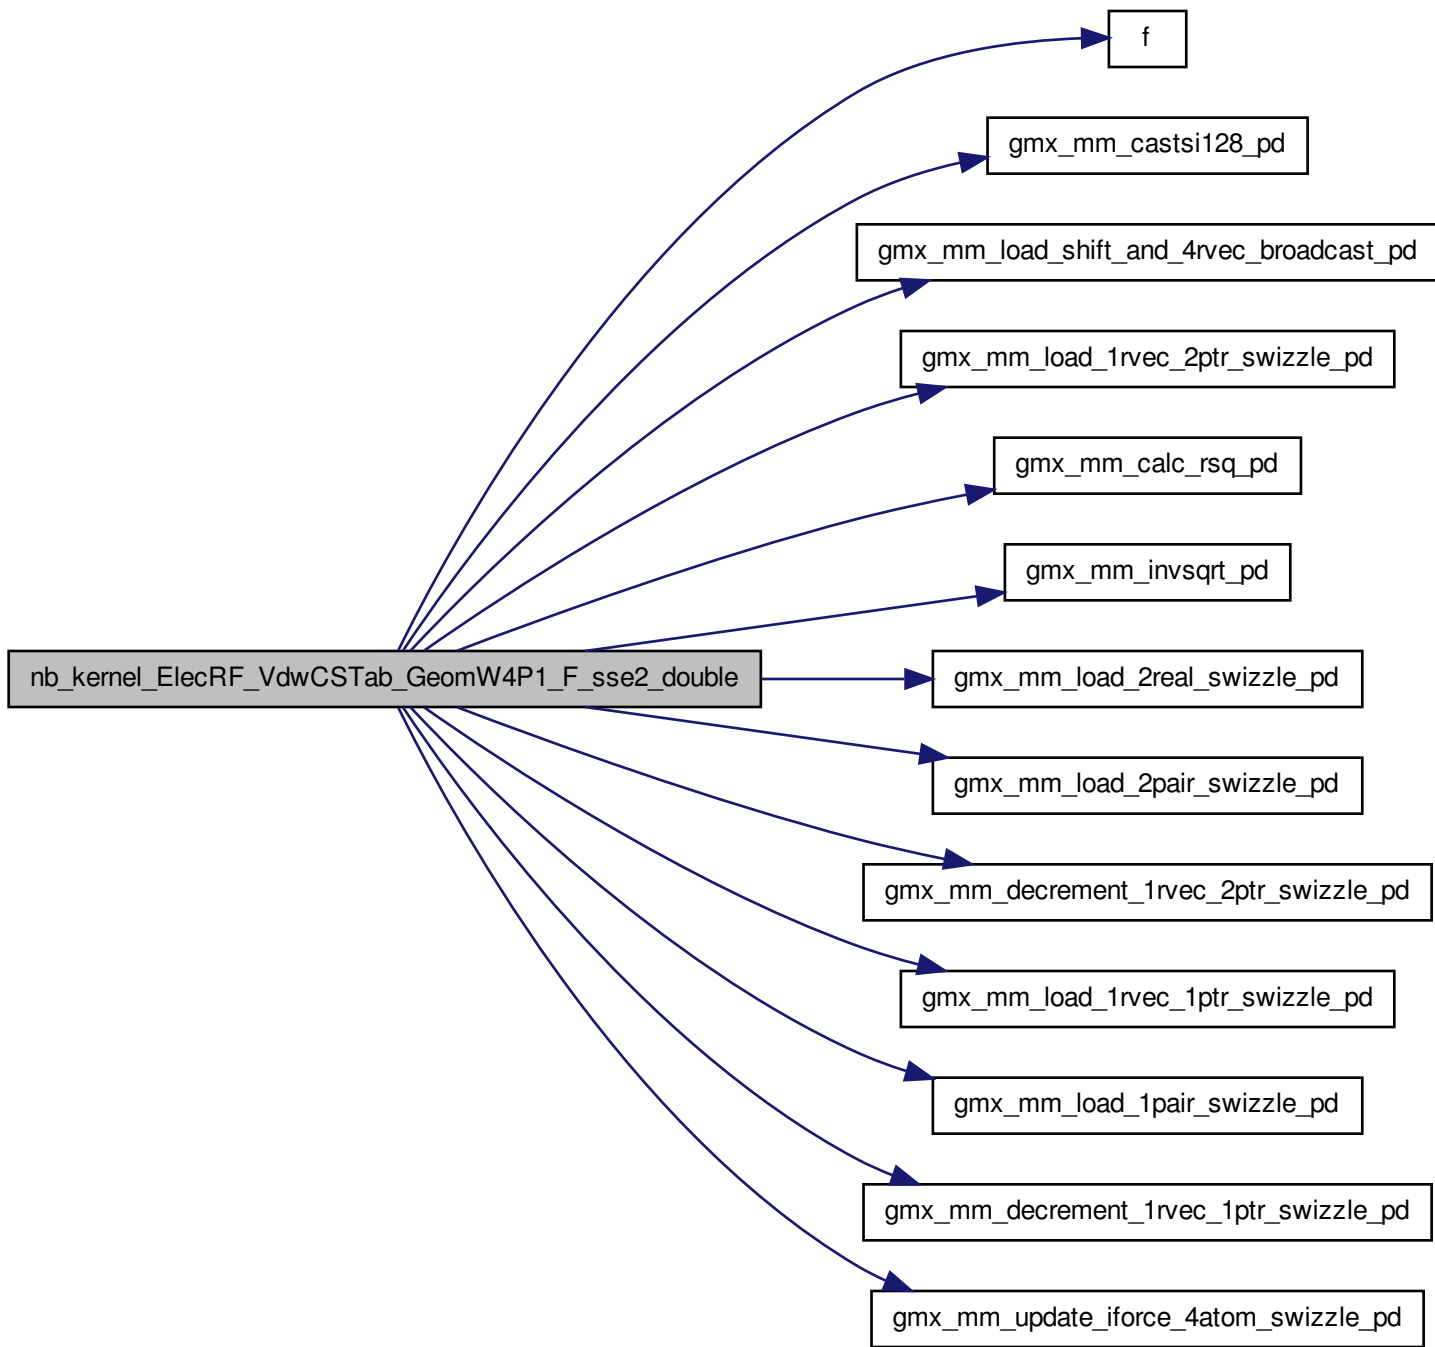 f
gmx_mm_castsi128_pd
gmx_mm_load_shift_and_4rvec_broadcast_pd
gmx_mm_load_1rvec_2ptr_swizzle_pd
gmx_mm_calc_rsq_pd
gmx_mm_invsqrt_pd
nb_kernel_ElecRF_VdwCSTab_GeomW4P1_F_sse2_double
gmx_mm_load_2real_swizzle_pd
gmx_mm_load_2pair_swizzle_pd
gmx_mm_decrement_1rvec_2ptr_swizzle_pd
gmx_mm_load_1rvec_1ptr_swizzle_pd
gmx_mm_load_1pair_swizzle_pd
gmx_mm_decrement_1rvec_1ptr_swizzle_pd
gmx_mm_update_iforce_4atom_swizzle_pd